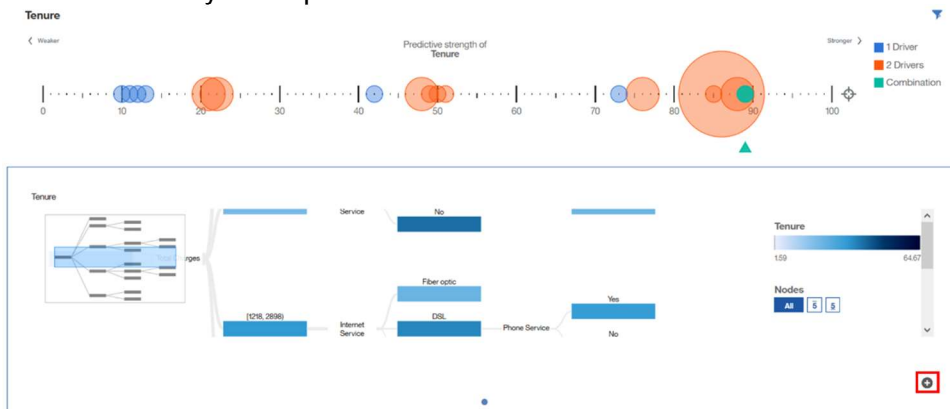 Tenure
Weaker
Predictive strength of
Tenure
Stronger
1 Driver
2 Drivers
Combination
0 10 20 30 40 50 60 70 80 90 100
Tenure
Service
No
rges
Tenure
1.59 64.67
Fiber optic
Nodes
All 5 5
[1218, 2898)
Internet
Service
DSL
Phone Service
Yes
No